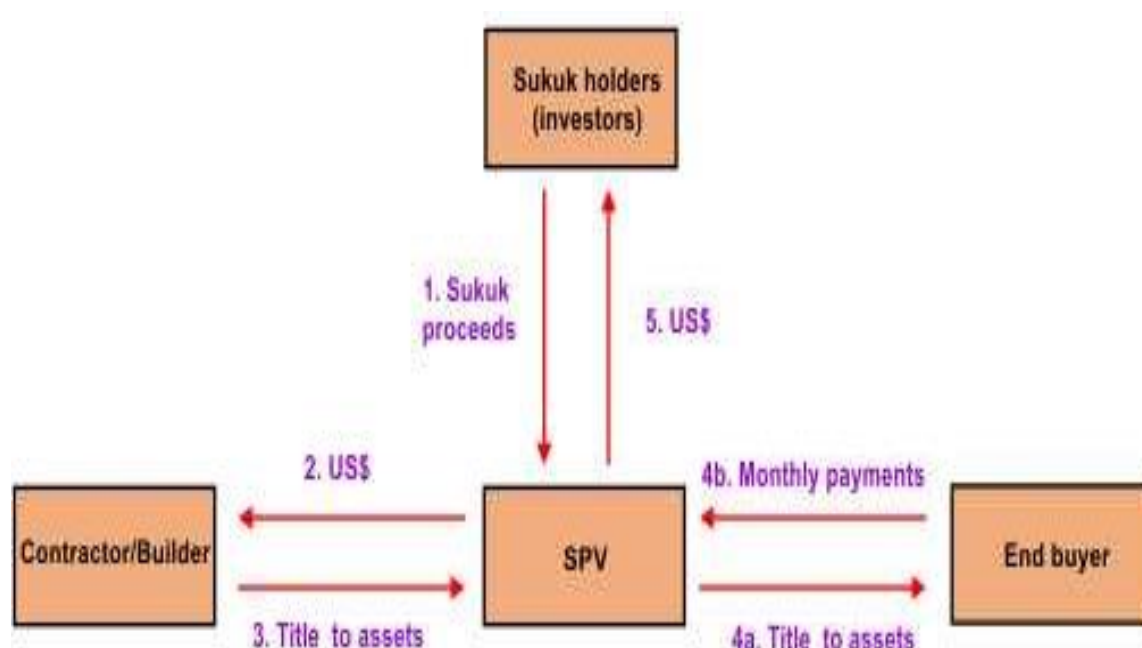 Sukuk holders
(investors)
1. Sukuk
proceeds
5. US$
2. US$
4b. Monthly payments
Contractor/Builder
SPV
End buyer
3. Title to assets
4a. Title to assets